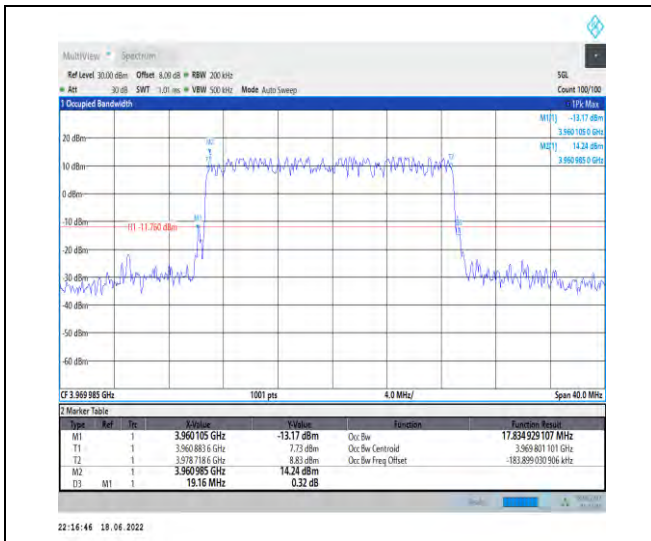 MultiView Spectrum
Ref Level 30.00 dBm Offset 8.09 dB RBW 200 kHz SGL
Att 30 dB SWT 1.01 ms VBW 500 kHz Mode Auto Sweep Count 100/100
1 Occupied Bandwidth 1Pk Max
M1[1] -13.17 dBm
3.960 105 0 GHz
20 dBm
M2
M2[1] 14.24 dBm
3.960 985 0 GHz
10 dBm
T2
0 dBm
-10 dBm
M1
H1 -11.760 dBm
-20 dBm
-30 dBm
-40 dBm
-50 dBm
-60 dBm
CF 3.969 985 GHz 1001 pts 4.0 MHz/ Span 40.0 MHz
2 Marker Table
Type Ref Trc X-Value Y-Value Function Function Result
M1 1 3.960 105 GHz -13.17 dBm Occ Bw 17.834 929 107 MHz
T1 1 3.960 883 6 GHz 7.73 dBm Occ Bw Centroid 3.969 801 101 GHz
T2 1 3.978 718 6 GHz 8.83 dBm Occ Bw Freq Offset -183.899 030 906 kHz
M2 1 3.960 985 GHz 14.24 dBm
D3 M1 1 19.16 MHz 0.32 dB
22:16:46 18.06.2022